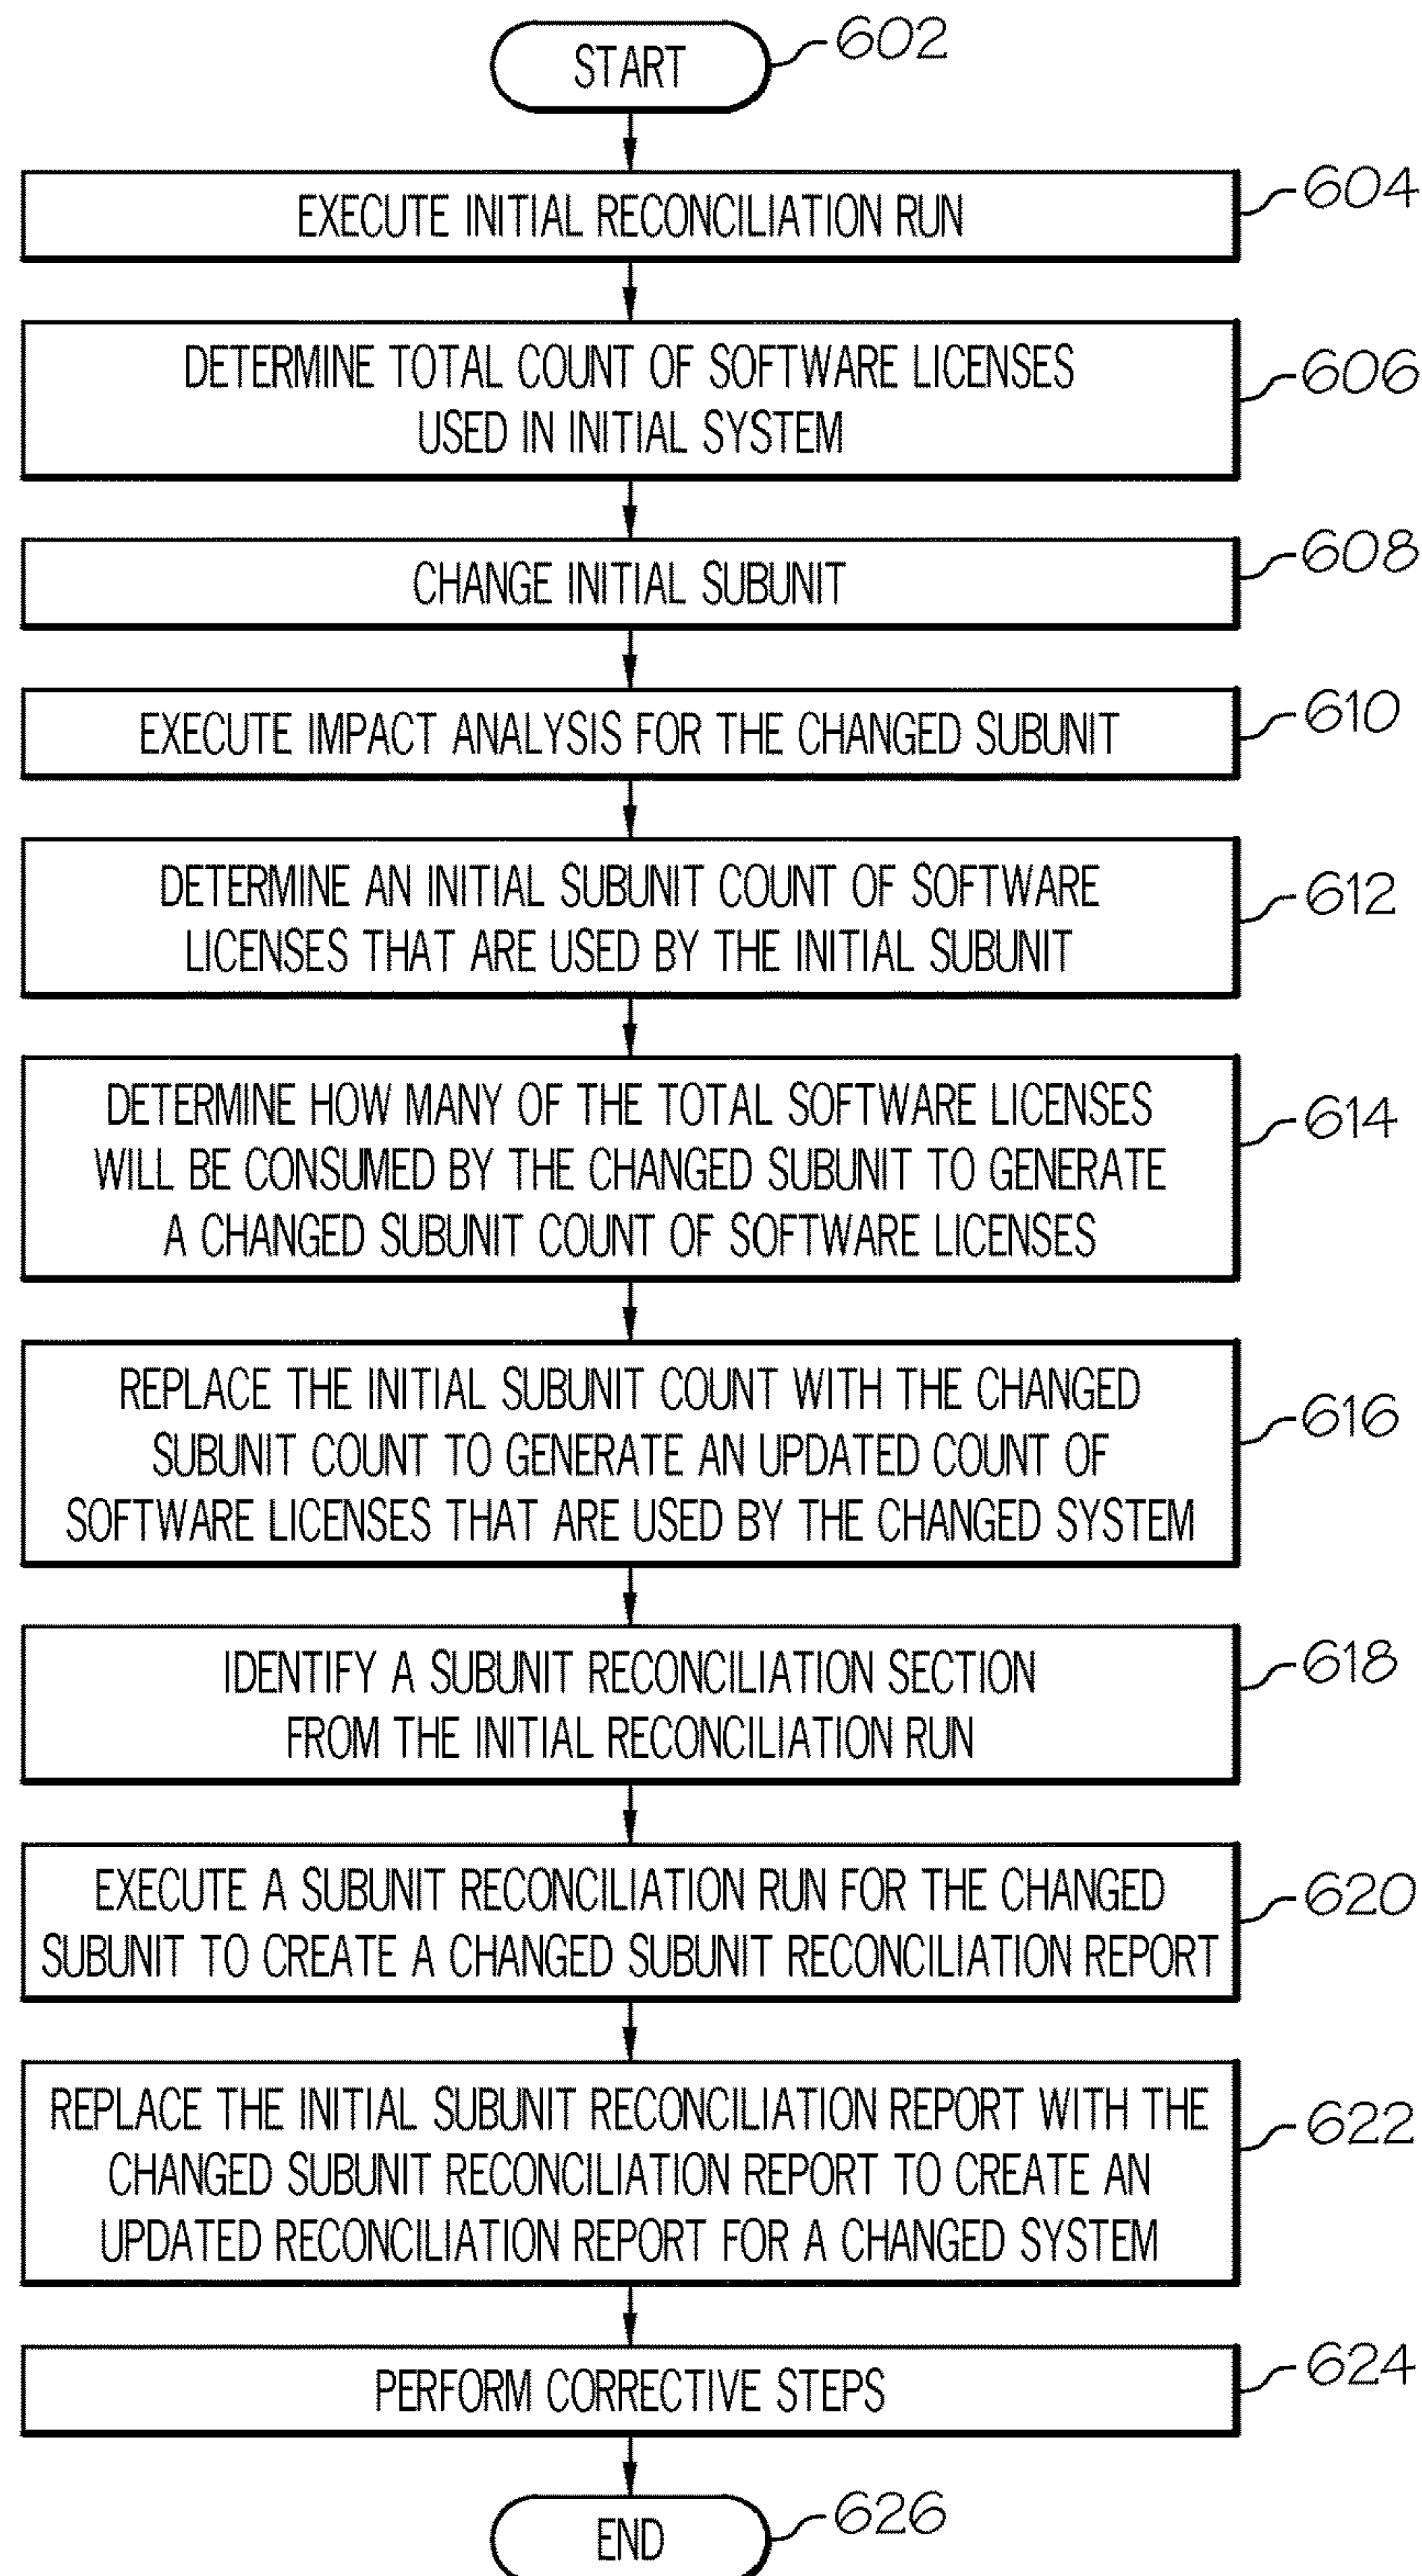 START
602
EXECUTE INITIAL RECONCILIATION RUN
604
DETERMINE TOTAL COUNT OF SOFTWARE LICENSES
USED IN INITIAL SYSTEM
606
CHANGE INITIAL SUBUNIT
608
EXECUTE IMPACT ANALYSIS FOR THE CHANGED SUBUNIT
610
DETERMINE AN INITIAL SUBUNIT COUNT OF SOFTWARE
LICENSES THAT ARE USED BY THE INITIAL SUBUNIT
612
DETERMINE HOW MANY OF THE TOTAL SOFTWARE LICENSES
WILL BE CONSUMED BY THE CHANGED SUBUNIT TO GENERATE
A CHANGED SUBUNIT COUNT OF SOFTWARE LICENSES
614
REPLACE THE INITIAL SUBUNIT COUNT WITH THE CHANGED
SUBUNIT COUNT TO GENERATE AN UPDATED COUNT OF
SOFTWARE LICENSES THAT ARE USED BY THE CHANGED SYSTEM
616
IDENTIFY A SUBUNIT RECONCILIATION SECTION
FROM THE INITIAL RECONCILIATION RUN
618
EXECUTE A SUBUNIT RECONCILIATION RUN FOR THE CHANGED
SUBUNIT TO CREATE A CHANGED SUBUNIT RECONCILIATION REPORT
620
REPLACE THE INITIAL SUBUNIT RECONCILIATION REPORT WITH THE
CHANGED SUBUNIT RECONCILIATION REPORT TO CREATE AN
UPDATED RECONCILIATION REPORT FOR A CHANGED SYSTEM
622
PERFORM CORRECTIVE STEPS
624
END
626